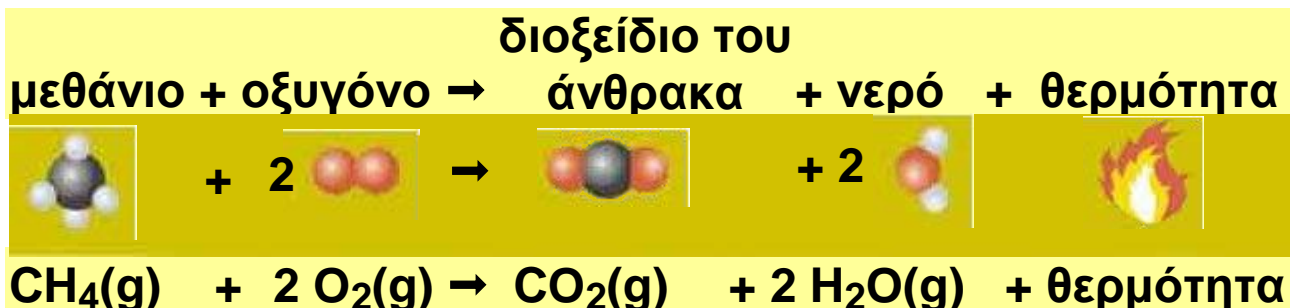 διοξείδιο του
μεθάνιο + οξυγόνο → άνθρακα + νερό + θερμότητα
+ 2 → + 2
CH₄(g) + 2 O₂(g) → CO₂(g) + 2 H₂O(g) + θερμότητα